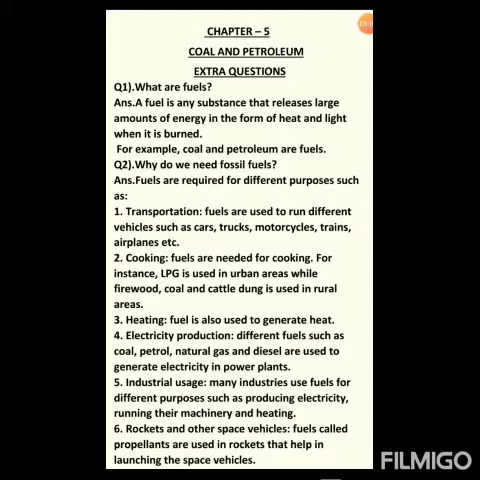 CHAPTER – 5
COAL AND PETROLEUM
EXTRA QUESTIONS
Q1).What are fuels?
Ans.A fuel is any substance that releases large
amounts of energy in the form of heat and light
when it is burned.
For example, coal and petroleum are fuels.
Q2).Why do we need fossil fuels?
Ans.Fuels are required for different purposes such
as:
1. Transportation: fuels are used to run different
vehicles such as cars, trucks, motorcycles, trains,
airplanes etc.
2. Cooking: fuels are needed for cooking. For
instance, LPG is used in urban areas while
firewood, coal and cattle dung is used in rural
areas.
3. Heating: fuel is also used to generate heat.
4. Electricity production: different fuels such as
coal, petrol, natural gas and diesel are used to
generate electricity in power plants.
5. Industrial usage: many industries use fuels for
different purposes such as producing electricity,
running their machinery and heating.
6. Rockets and other space vehicles: fuels called
propellants are used in rockets that help in
launching the space vehicles.
FILMIGO